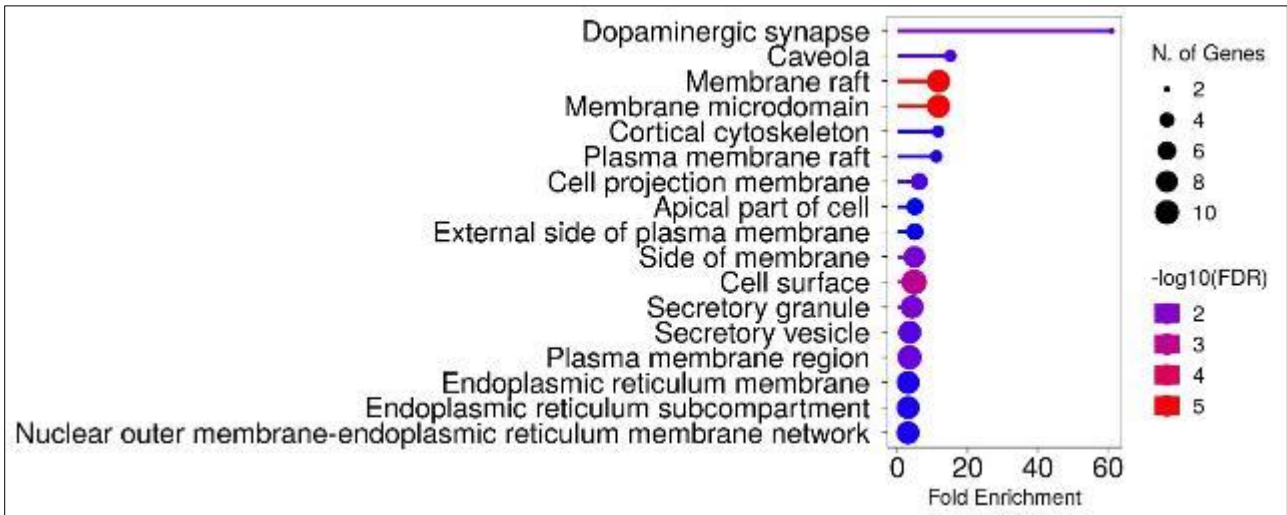 Dopaminergic synapse
Caveola
Membrane raft
Membrane microdomain
Cortical cytoskeleton
Plasma membrane raft
Cell projection membrane
Apical part of cell
External side of plasma membrane
Side of membrane
Cell surface
Secretory granule
Secretory vesicle
Plasma membrane region
Endoplasmic reticulum membrane
Endoplasmic reticulum subcompartment
Nuclear outer membrane-endoplasmic reticulum membrane network
0 20 40 60
Fold Enrichment
N. of Genes
2
4
6
8
10
-log10(FDR)
2
3
4
5